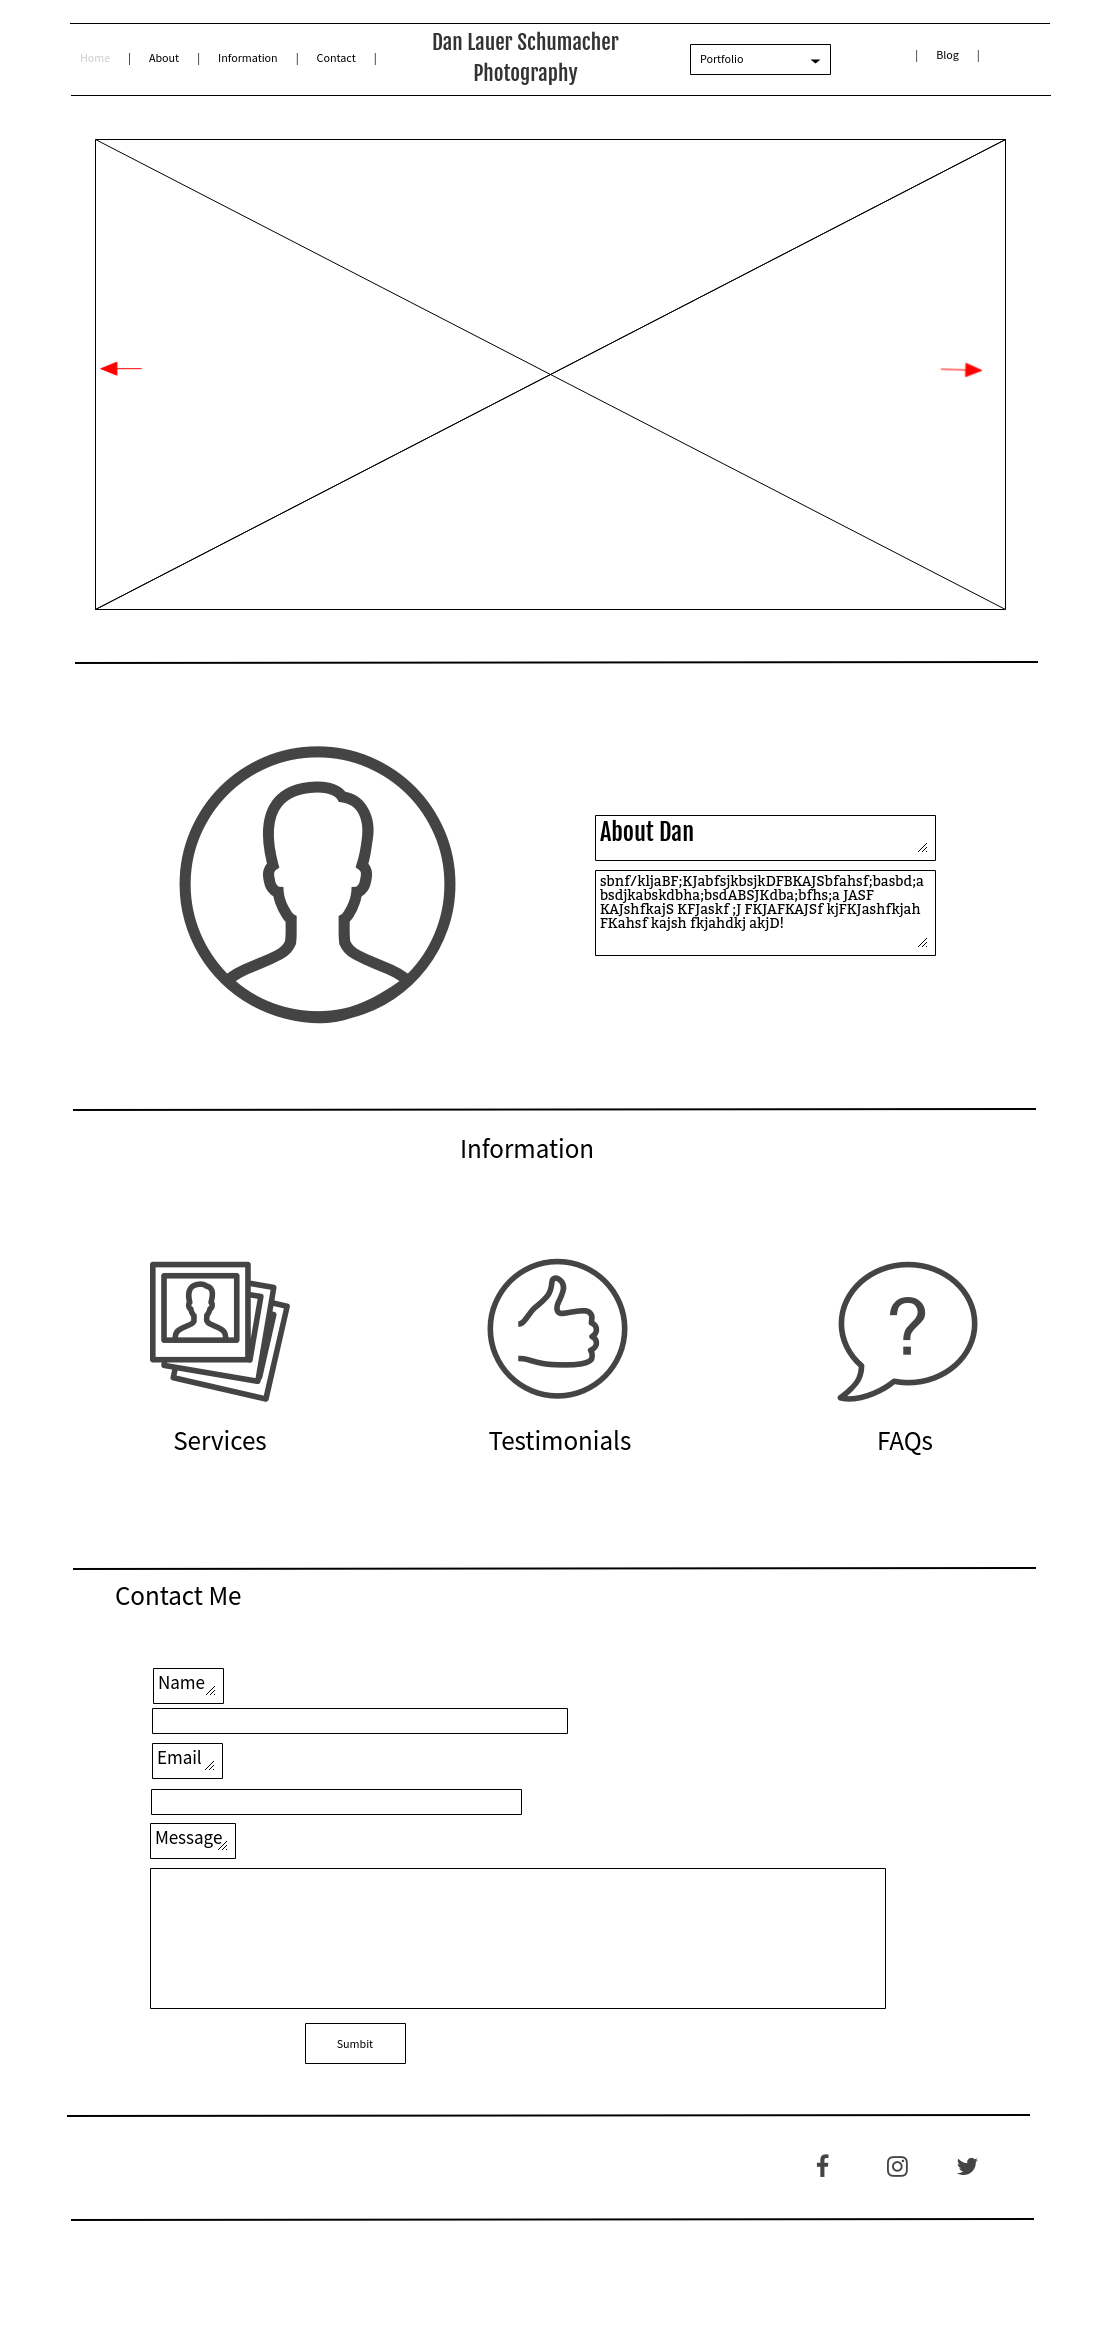 Home | About | Information | Contact |
Dan Lauer Schumacher
Photography
Portfolio
| Blog |
About Dan
sbnf/kljaBF;KJabfsjkbsjkDFBKAJSbfahsf;basbd;a
bsdjkabskdbha;bsdABSJKdba;bfhs;a JASF
KAJshfkajS KFJaskf ;J FKJAFKAJSf kjFKJashfkjah
FKahsf kajsh fkjahdkj akjD!
Information
Services
Testimonials
FAQs
Contact Me
Name
Email
Message
Sumbit